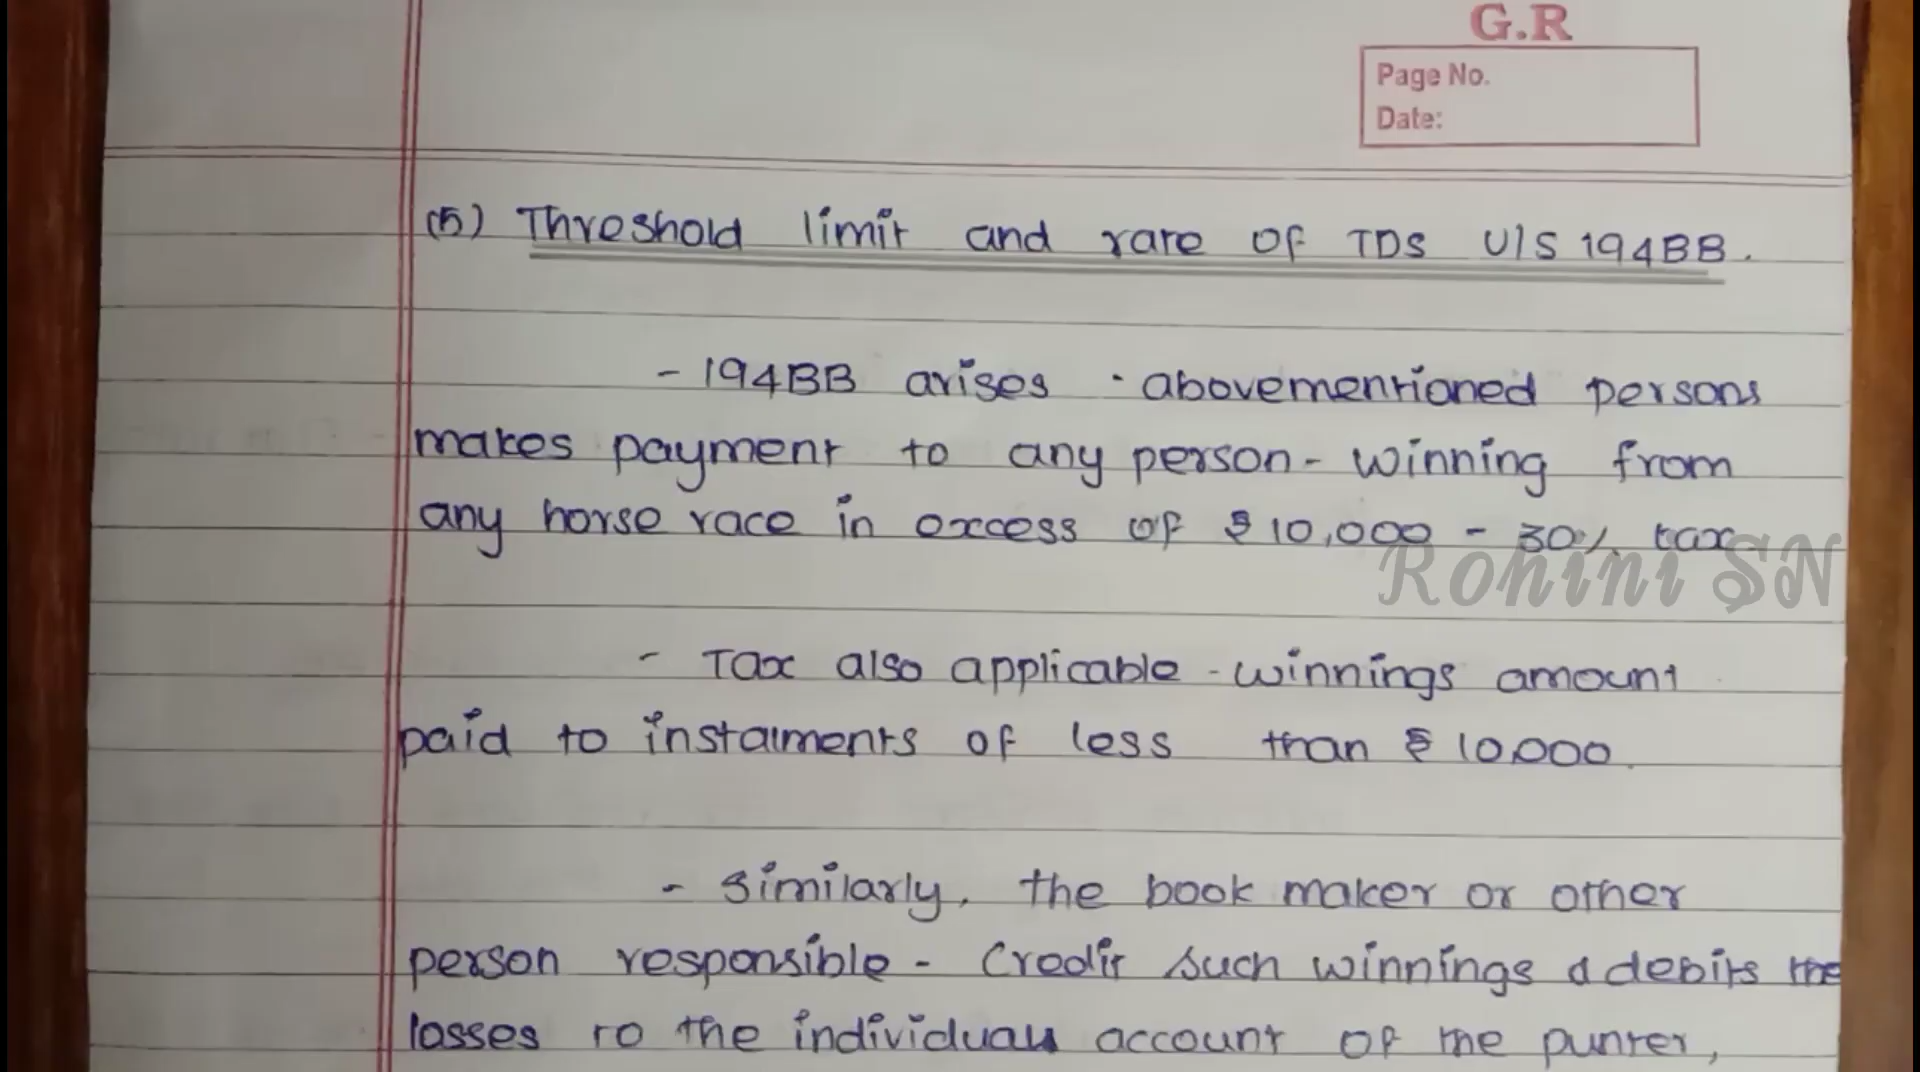 G.R
Page No.
Date:
(5) Threshold limit and rate of TDS U/S 194BB.
- 194BB arises - abovementioned persons
makes payment to any person - winning from
any horse race in excess of ₹ 10,000 - 30% tax
Rohini SN
- Tax also applicable - winnings amount
paid to instalments of less than ₹ 10,000.
- Similarly, the book maker or other
person responsible - Credit such winnings & debits the
losses to the individual account of the punter,